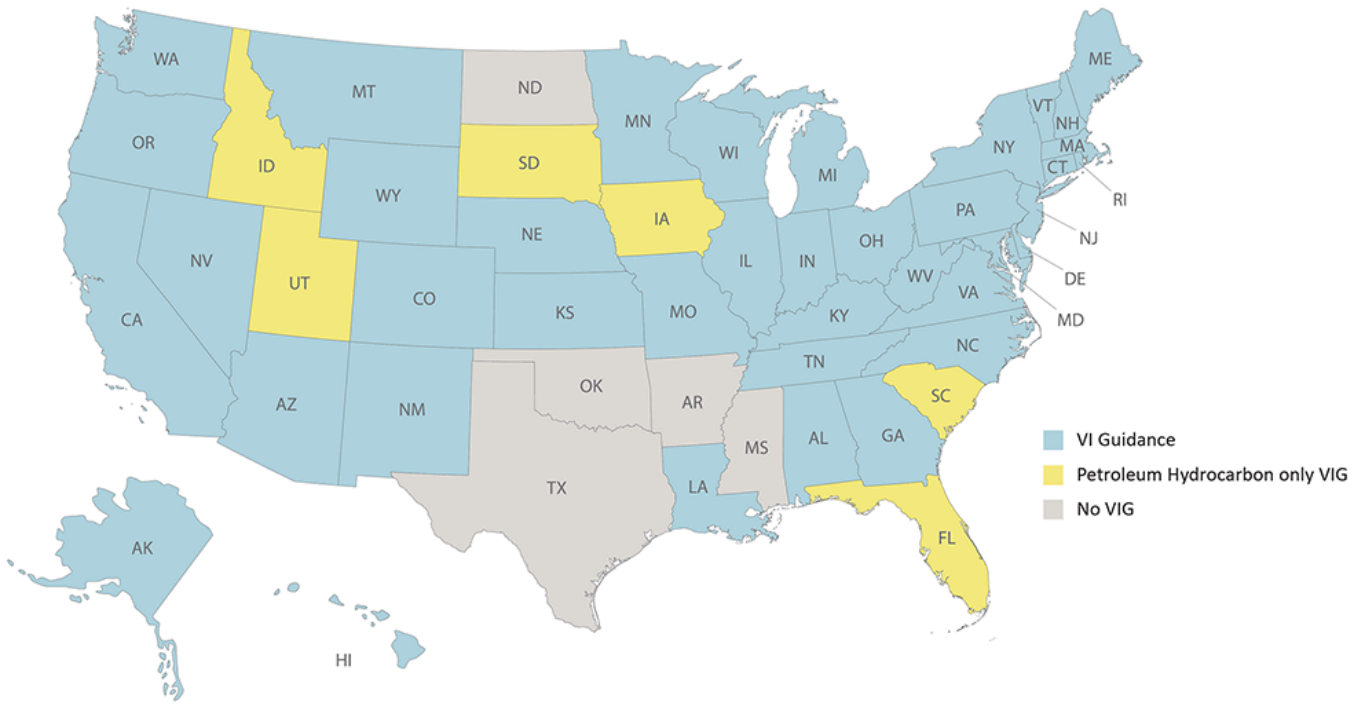 WA
MT
ND
ME
OR
ID
SD
MN
WI
MI
VT
NH
NY
MA
CT
RI
WY
NE
IA
PA
NJ
NV
UT
CO
IL
IN
OH
WV
VA
DE
MD
CA
KS
MO
KY
NC
TN
AZ
NM
OK
AR
SC
MS
AL
GA
TX
LA
FL
AK
HI
VI Guidance
Petroleum Hydrocarbon only VIG
No VIG